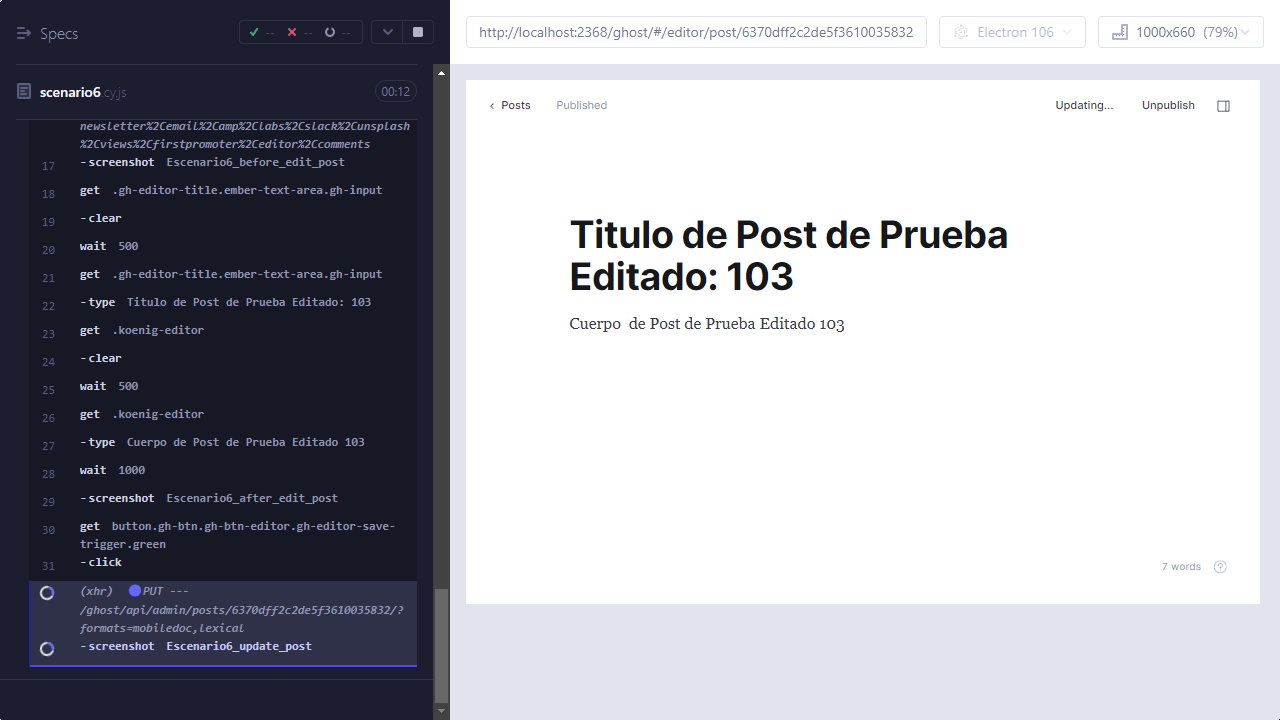 Specs
-- -- --
scenario6.cy.js
00:12
newsletter%2Cemail%2Camp%2Clabs%2Cslack%2Cunsplash
%2Cviews%2Cfirstpromoter%2Ceditor%2Ccomments
17 -screenshot Escenario6_before_edit_post
18 get .gh-editor-title.ember-text-area.gh-input
19 -clear
20 wait 500
21 get .gh-editor-title.ember-text-area.gh-input
22 -type Titulo de Post de Prueba Editado: 103
23 get .koenig-editor
24 -clear
25 wait 500
26 get .koenig-editor
27 -type Cuerpo de Post de Prueba Editado 103
28 wait 1000
29 -screenshot Escenario6_after_edit_post
30 get button.gh-btn.gh-btn-editor.gh-editor-save-
trigger.green
31 -click
(xhr) PUT ---
/ghost/api/admin/posts/6370dff2c2de5f3610035832/?
formats=mobiledoc,lexical
-screenshot Escenario6_update_post
http://localhost:2368/ghost/#/editor/post/6370dff2c2de5f3610035832
Electron 106
1000x660 (79%)
‹ Posts
Published
Updating...
Unpublish
Titulo de Post de Prueba
Editado: 103
Cuerpo de Post de Prueba Editado 103
7 words
?